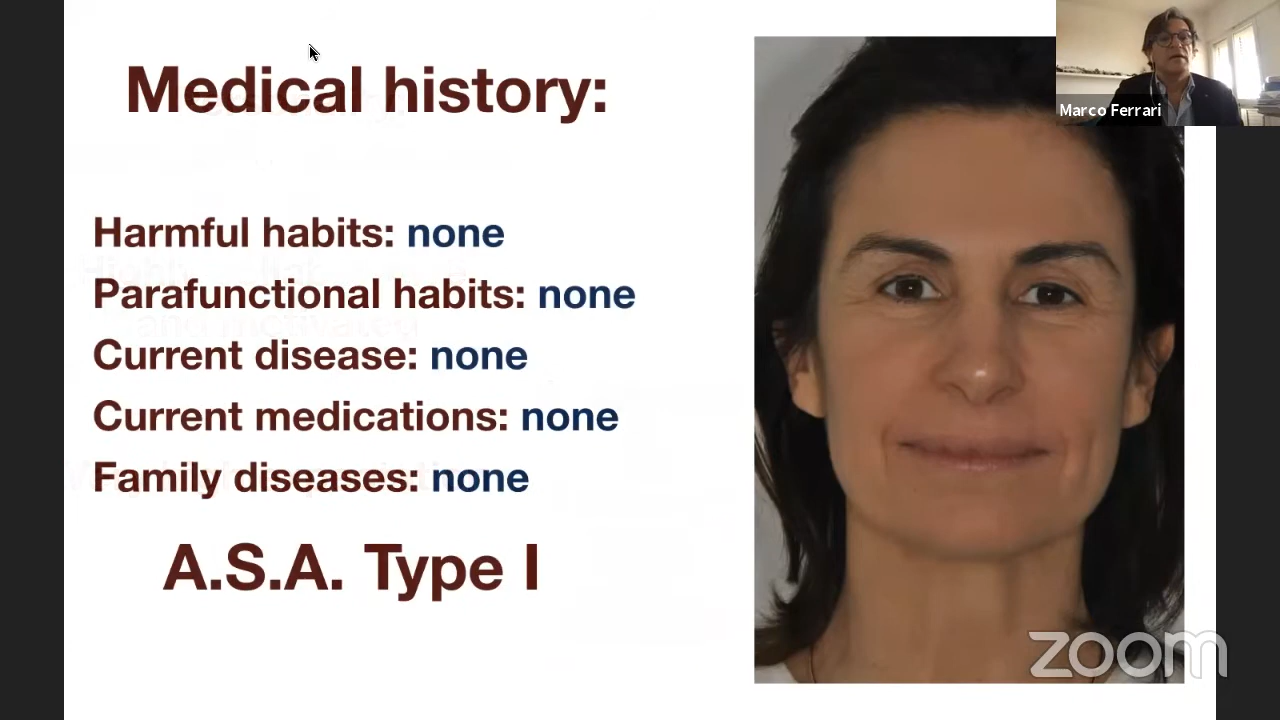 Medical history:
Marco Ferrari
Harmful habits: none
Parafunctional habits: none
Current disease: none
Current medications: none
Family diseases: none
A.S.A. Type I
zoom